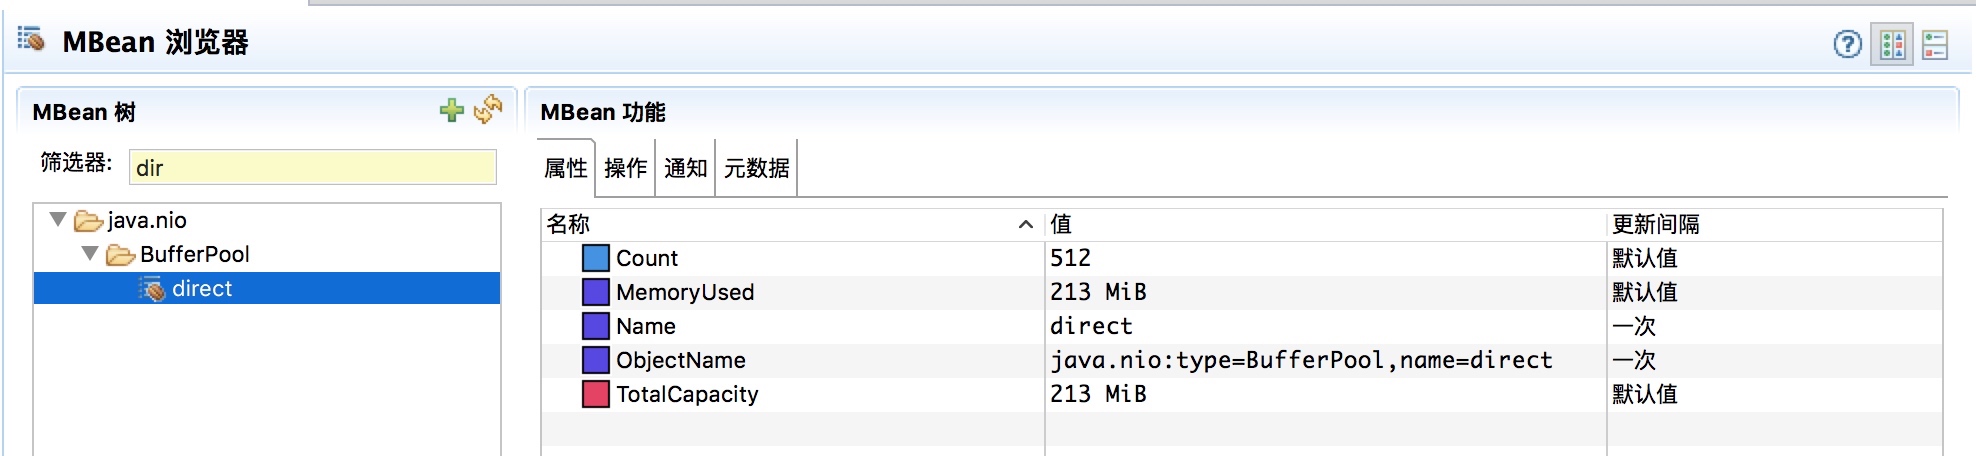 MBean 浏览器
MBean 树
筛选器: dir
java.nio
BufferPool
direct
MBean 功能
属性 操作 通知 元数据
名称 值 更新间隔
Count 512 默认值
MemoryUsed 213 MiB 默认值
Name direct 一次
ObjectName java.nio:type=BufferPool,name=direct 一次
TotalCapacity 213 MiB 默认值